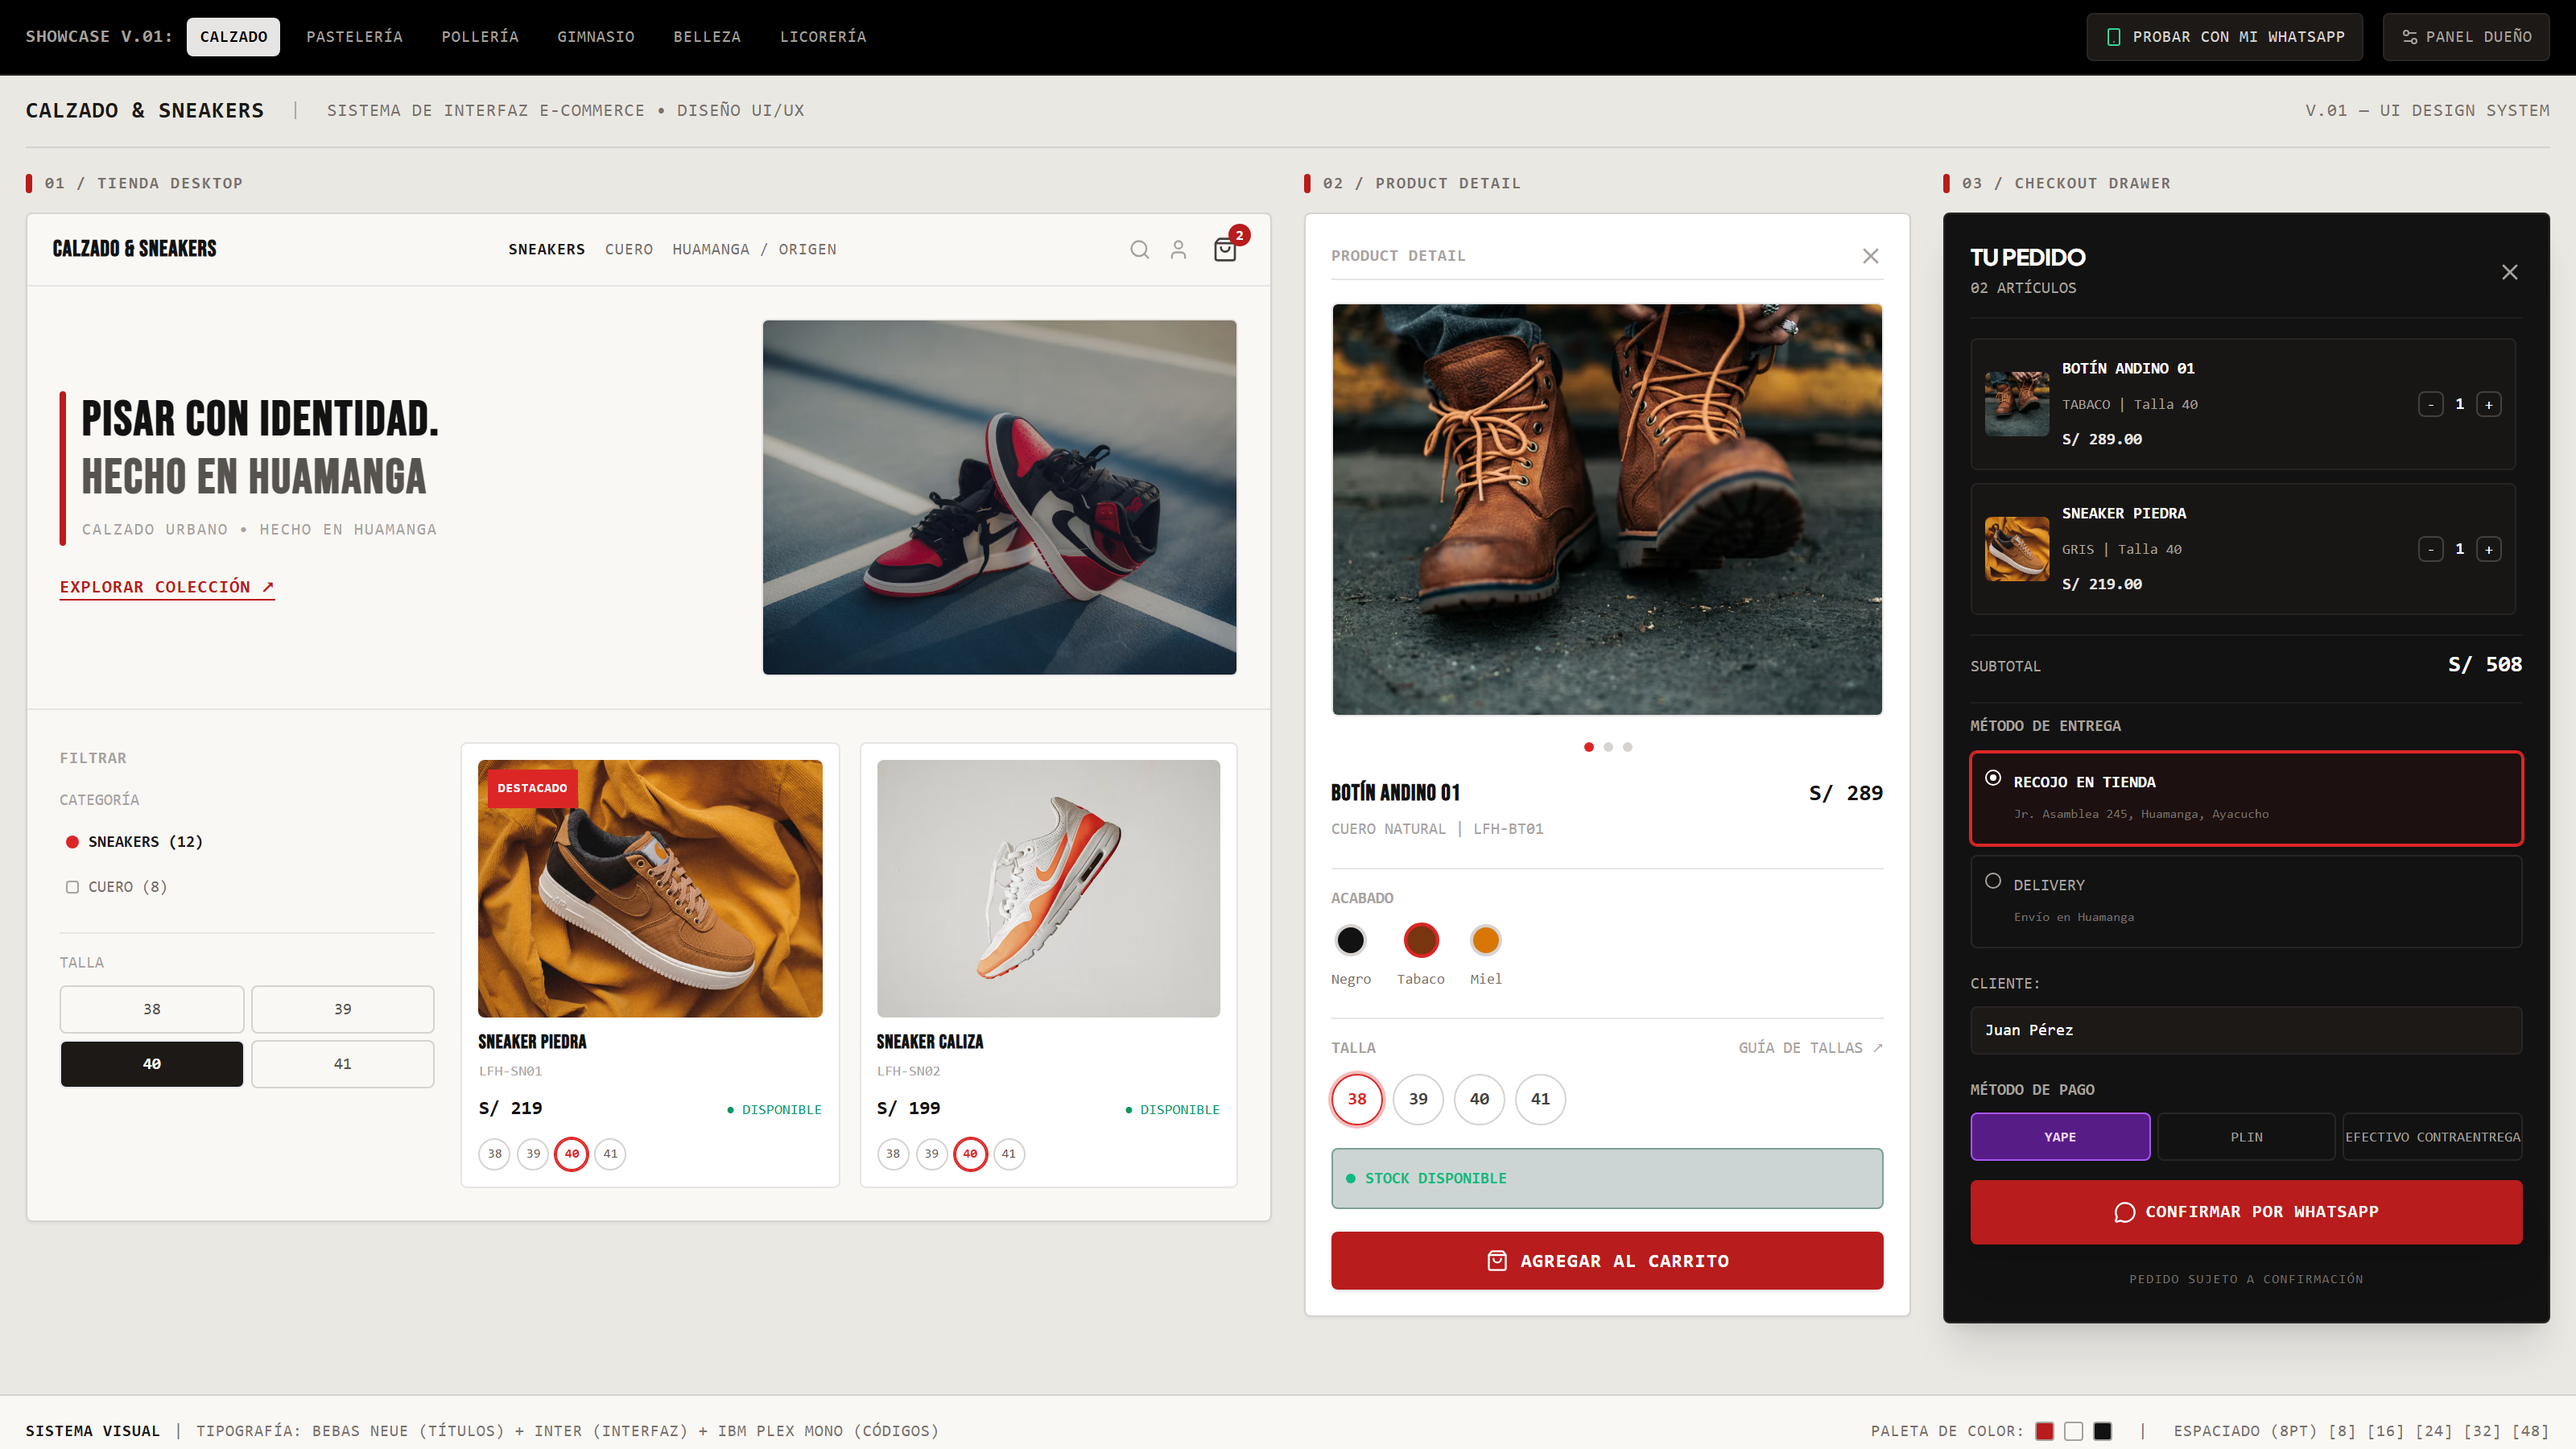 SHOWCASE V.01: CALZADO PASTELERÍA POLLERÍA GIMNASIO BELLEZA LICORERÍA PROBAR CON MI WHATSAPP PANEL DUEÑO
CALZADO & SNEAKERS | SISTEMA DE INTERFAZ E-COMMERCE • DISEÑO UI/UX V.01 — UI DESIGN SYSTEM
01 / TIENDA DESKTOP
CALZADO & SNEAKERS SNEAKERS CUERO HUAMANGA / ORIGEN 2
PISAR CON IDENTIDAD.
HECHO EN HUAMANGA
CALZADO URBANO • HECHO EN HUAMANGA
EXPLORAR COLECCIÓN ↗
FILTRAR
CATEGORÍA
SNEAKERS (12)
CUERO (8)
TALLA
38 39
40 41
DESTACADO
SNEAKER PIEDRA
LFH-SN01
S/ 219 • DISPONIBLE
38 39 40 41
SNEAKER CALIZA
LFH-SN02
S/ 199 • DISPONIBLE
38 39 40 41
02 / PRODUCT DETAIL
PRODUCT DETAIL
BOTÍN ANDINO 01 S/ 289
CUERO NATURAL | LFH-BT01
ACABADO
Negro Tabaco Miel
TALLA GUÍA DE TALLAS ↗
38 39 40 41
STOCK DISPONIBLE
AGREGAR AL CARRITO
03 / CHECKOUT DRAWER
TU PEDIDO
02 ARTÍCULOS
BOTÍN ANDINO 01
TABACO | Talla 40
- 1 +
S/ 289.00
SNEAKER PIEDRA
GRIS | Talla 40
- 1 +
S/ 219.00
SUBTOTAL S/ 508
MÉTODO DE ENTREGA
RECOJO EN TIENDA
Jr. Asamblea 245, Huamanga, Ayacucho
DELIVERY
Envío en Huamanga
CLIENTE:
Juan Pérez
MÉTODO DE PAGO
YAPE PLIN EFECTIVO CONTRAENTREGA
CONFIRMAR POR WHATSAPP
PEDIDO SUJETO A CONFIRMACIÓN
SISTEMA VISUAL | TIPOGRAFÍA: BEBAS NEUE (TÍTULOS) + INTER (INTERFAZ) + IBM PLEX MONO (CÓDIGOS) PALETA DE COLOR: | ESPACIADO (8PT) [8] [16] [24] [32] [48]